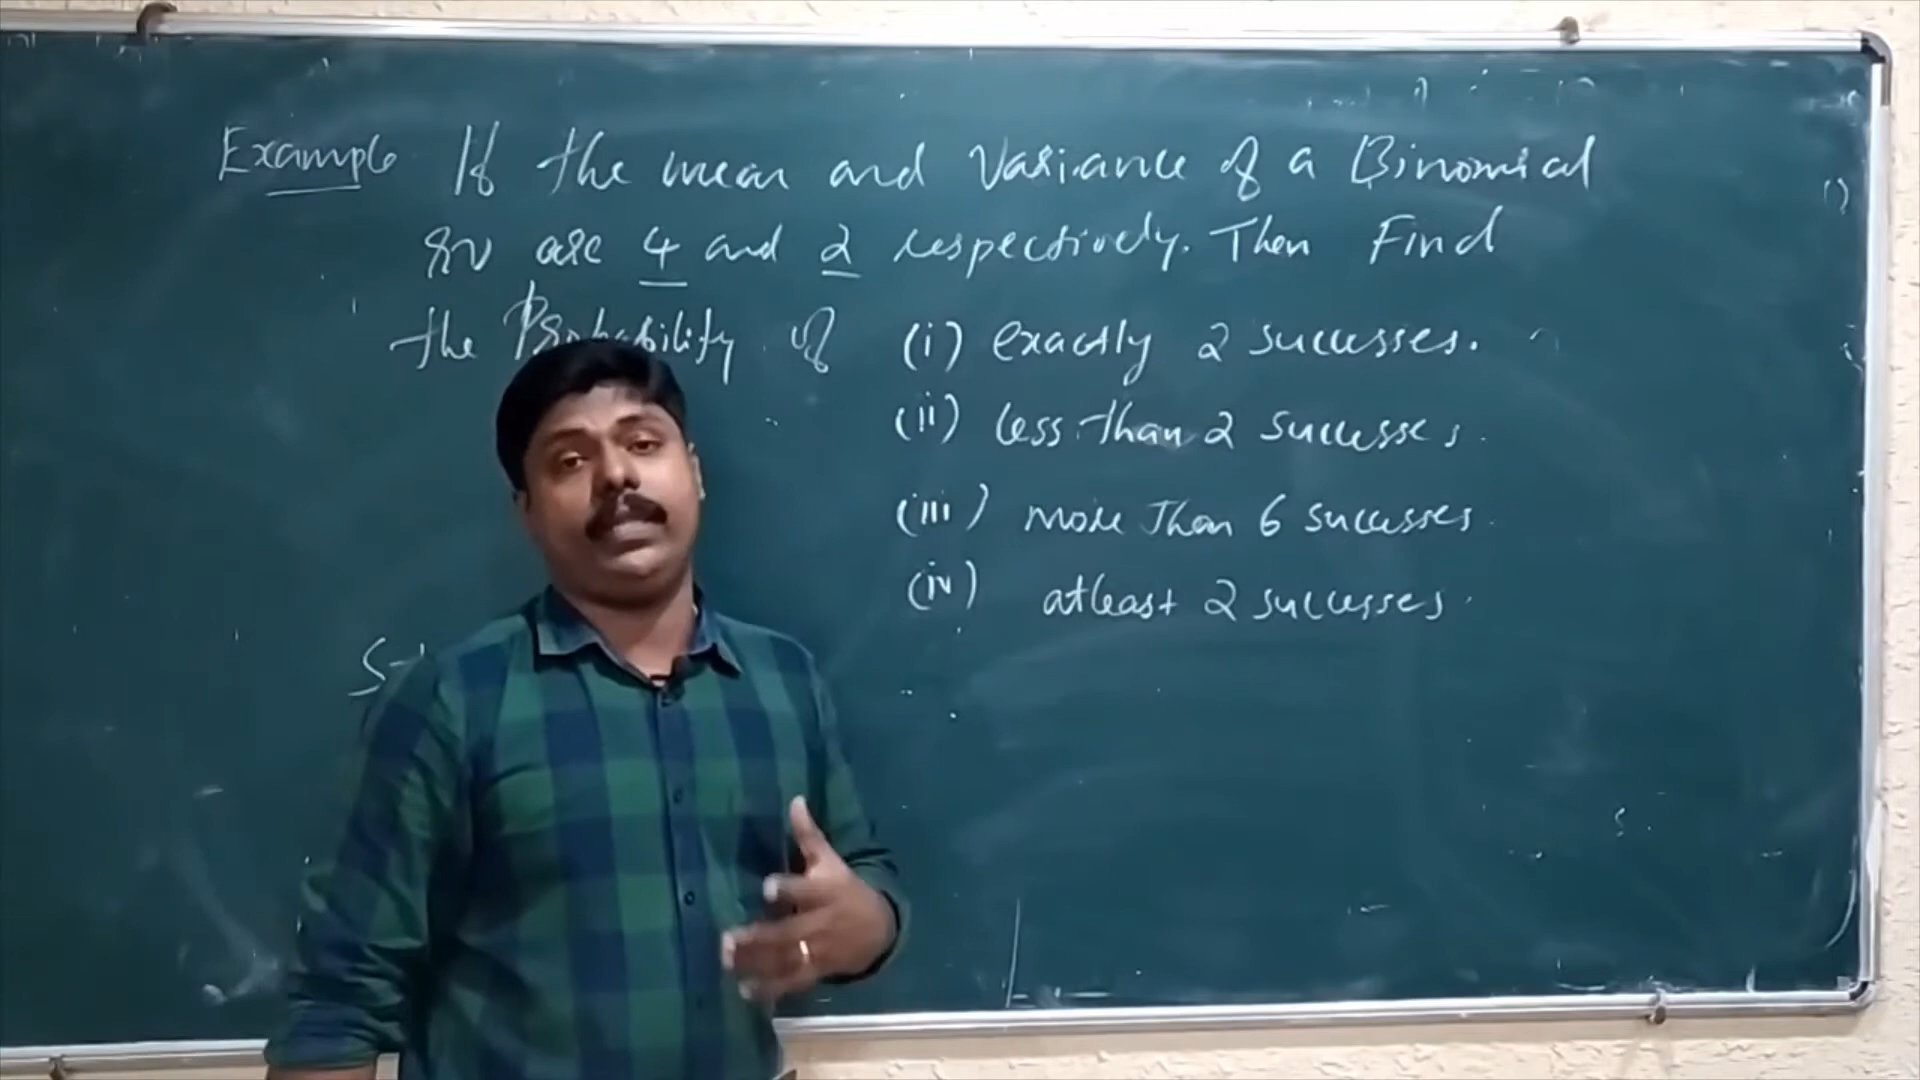 Example If the mean and Variance of a Binomial
rv are 4 and 2 respectively. Then Find
the Probability of (i) exactly 2 successes.
(ii) less than 2 successes.
(iii) more Than 6 successes.
(iv) atleast 2 successes.